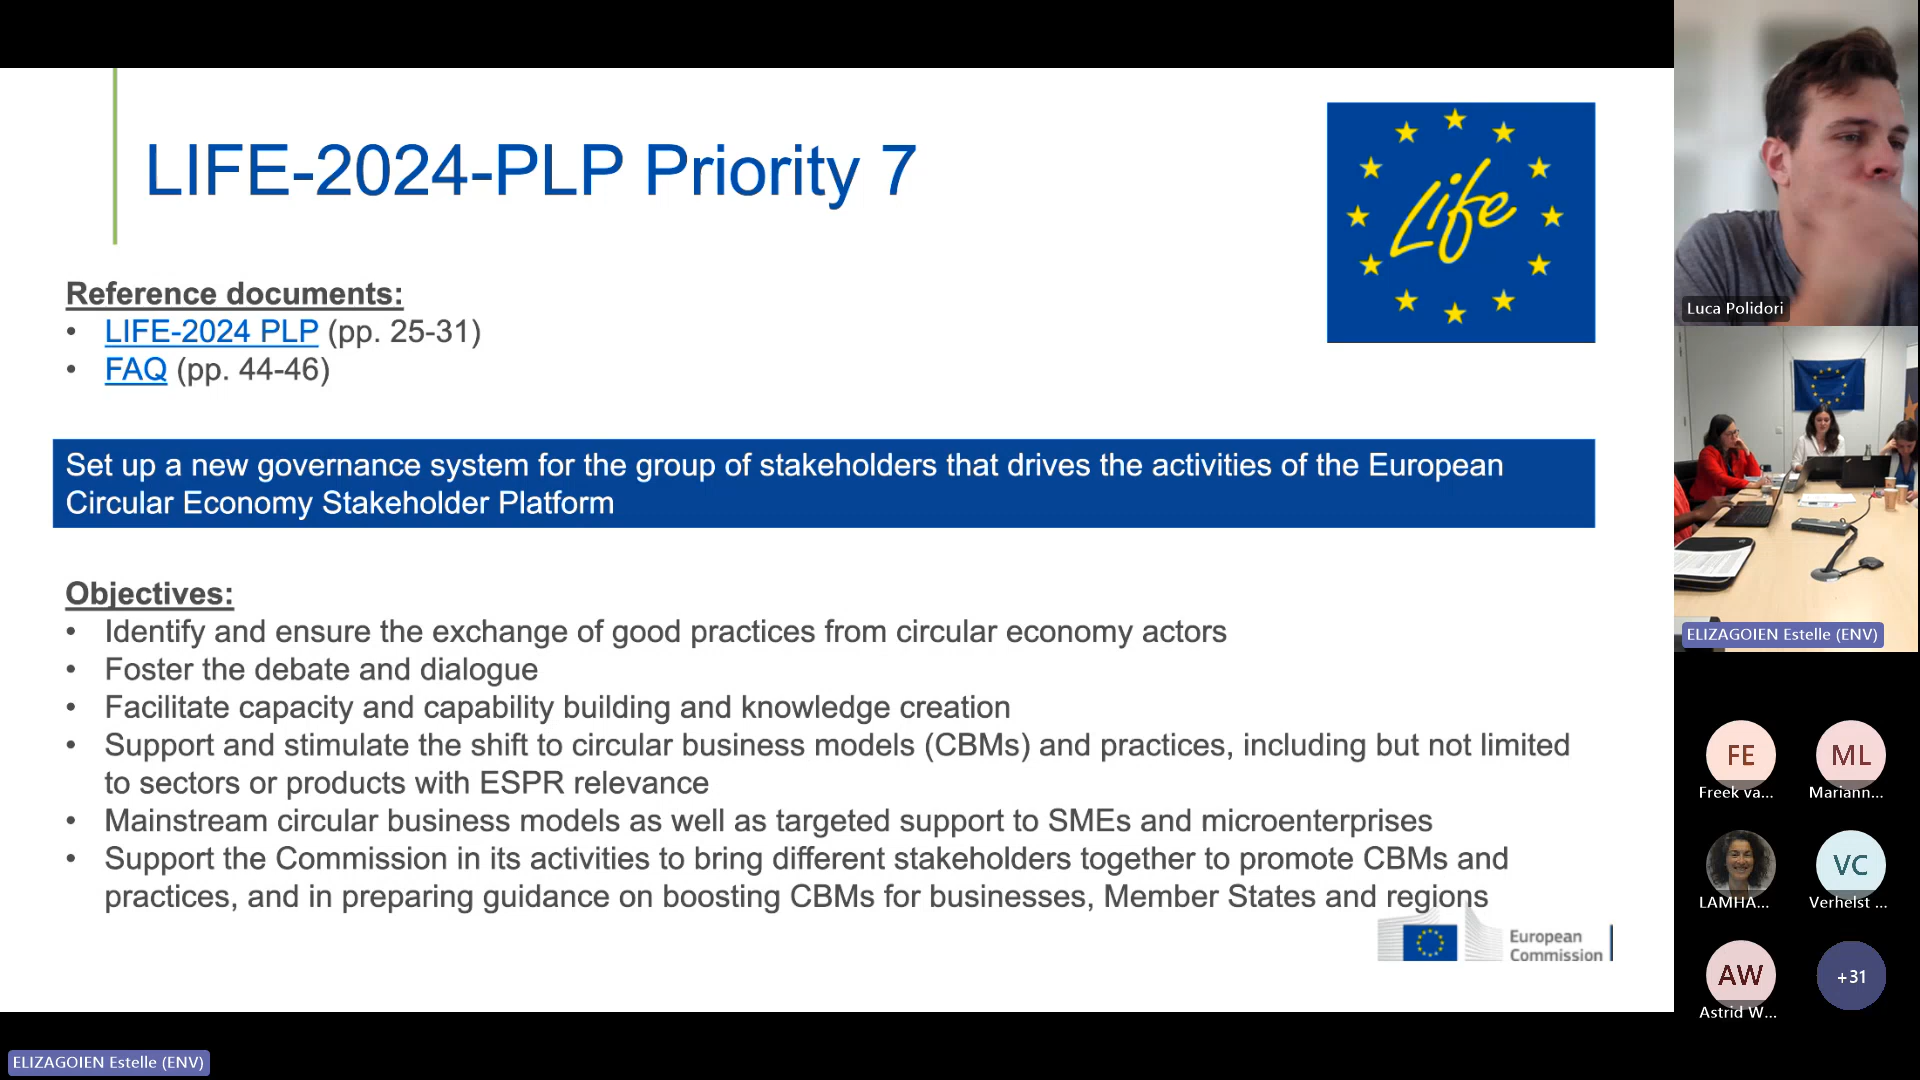 LIFE-2024-PLP Priority 7
Life
Reference documents:
• LIFE-2024 PLP (pp. 25-31)
• FAQ (pp. 44-46)
Set up a new governance system for the group of stakeholders that drives the activities of the European
Circular Economy Stakeholder Platform
Objectives:
• Identify and ensure the exchange of good practices from circular economy actors
• Foster the debate and dialogue
• Facilitate capacity and capability building and knowledge creation
• Support and stimulate the shift to circular business models (CBMs) and practices, including but not limited
to sectors or products with ESPR relevance
• Mainstream circular business models as well as targeted support to SMEs and microenterprises
• Support the Commission in its activities to bring different stakeholders together to promote CBMs and
practices, and in preparing guidance on boosting CBMs for businesses, Member States and regions
European
Commission
Luca Polidori
ELIZAGOIEN Estelle (ENV)
FE
Freek va...
ML
Mariann...
LAMHA...
VC
Verhelst ...
AW
Astrid W...
+31
ELIZAGOIEN Estelle (ENV)